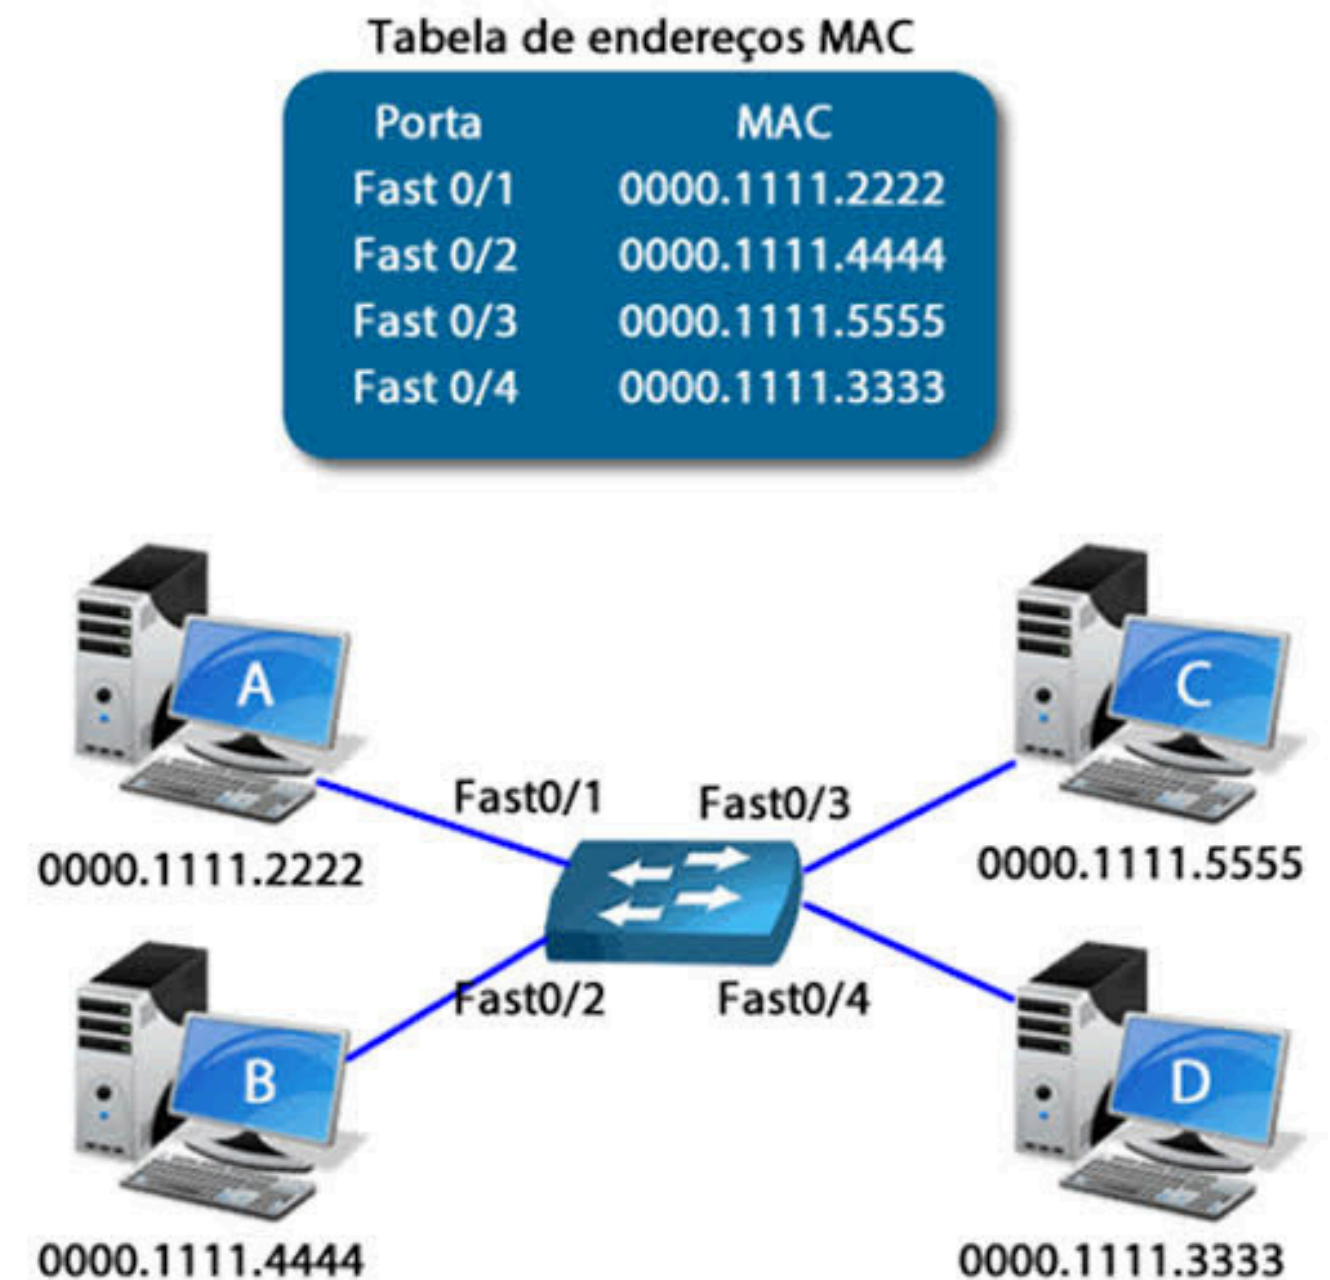 Tabela de endereços MAC
Porta MAC
Fast 0/1 0000.1111.2222
Fast 0/2 0000.1111.4444
Fast 0/3 0000.1111.5555
Fast 0/4 0000.1111.3333
A
C
Fast0/1 Fast0/3
0000.1111.2222 0000.1111.5555
Fast0/2 Fast0/4
B
D
0000.1111.4444 0000.1111.3333